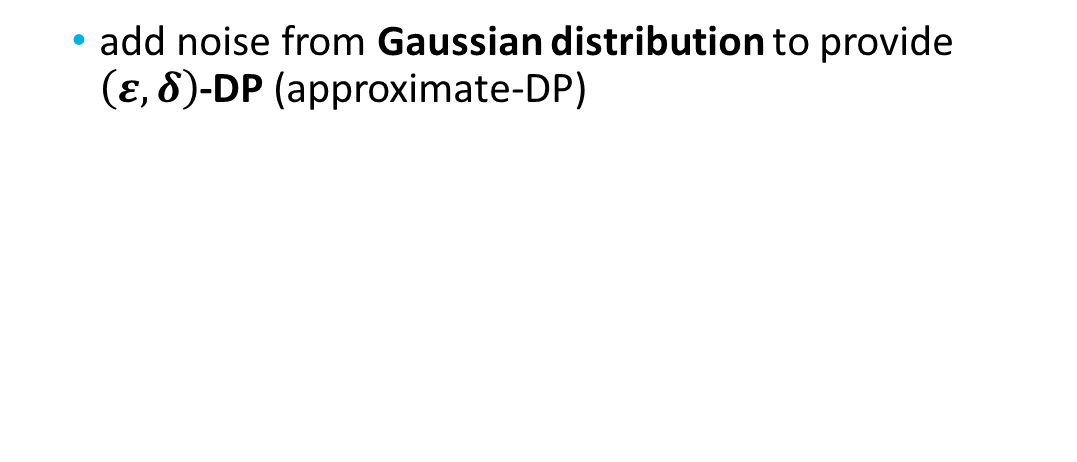 • add noise from Gaussian distribution to provide
(ε, δ)-DP (approximate-DP)